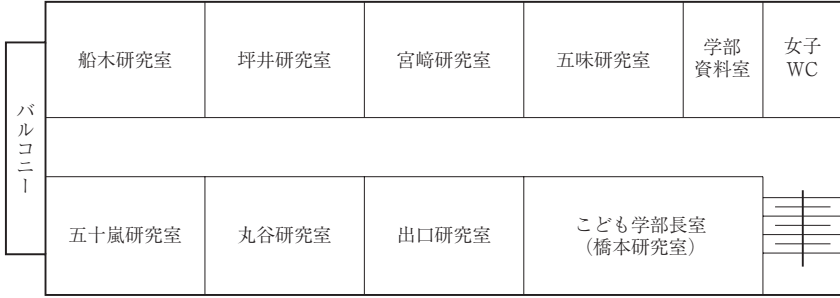 船木研究室
坪井研究室
宮﨑研究室
五味研究室
学部
資料室
女子
WC
バルコニー
五十嵐研究室
丸谷研究室
出口研究室
こども学部長室
（橋本研究室）